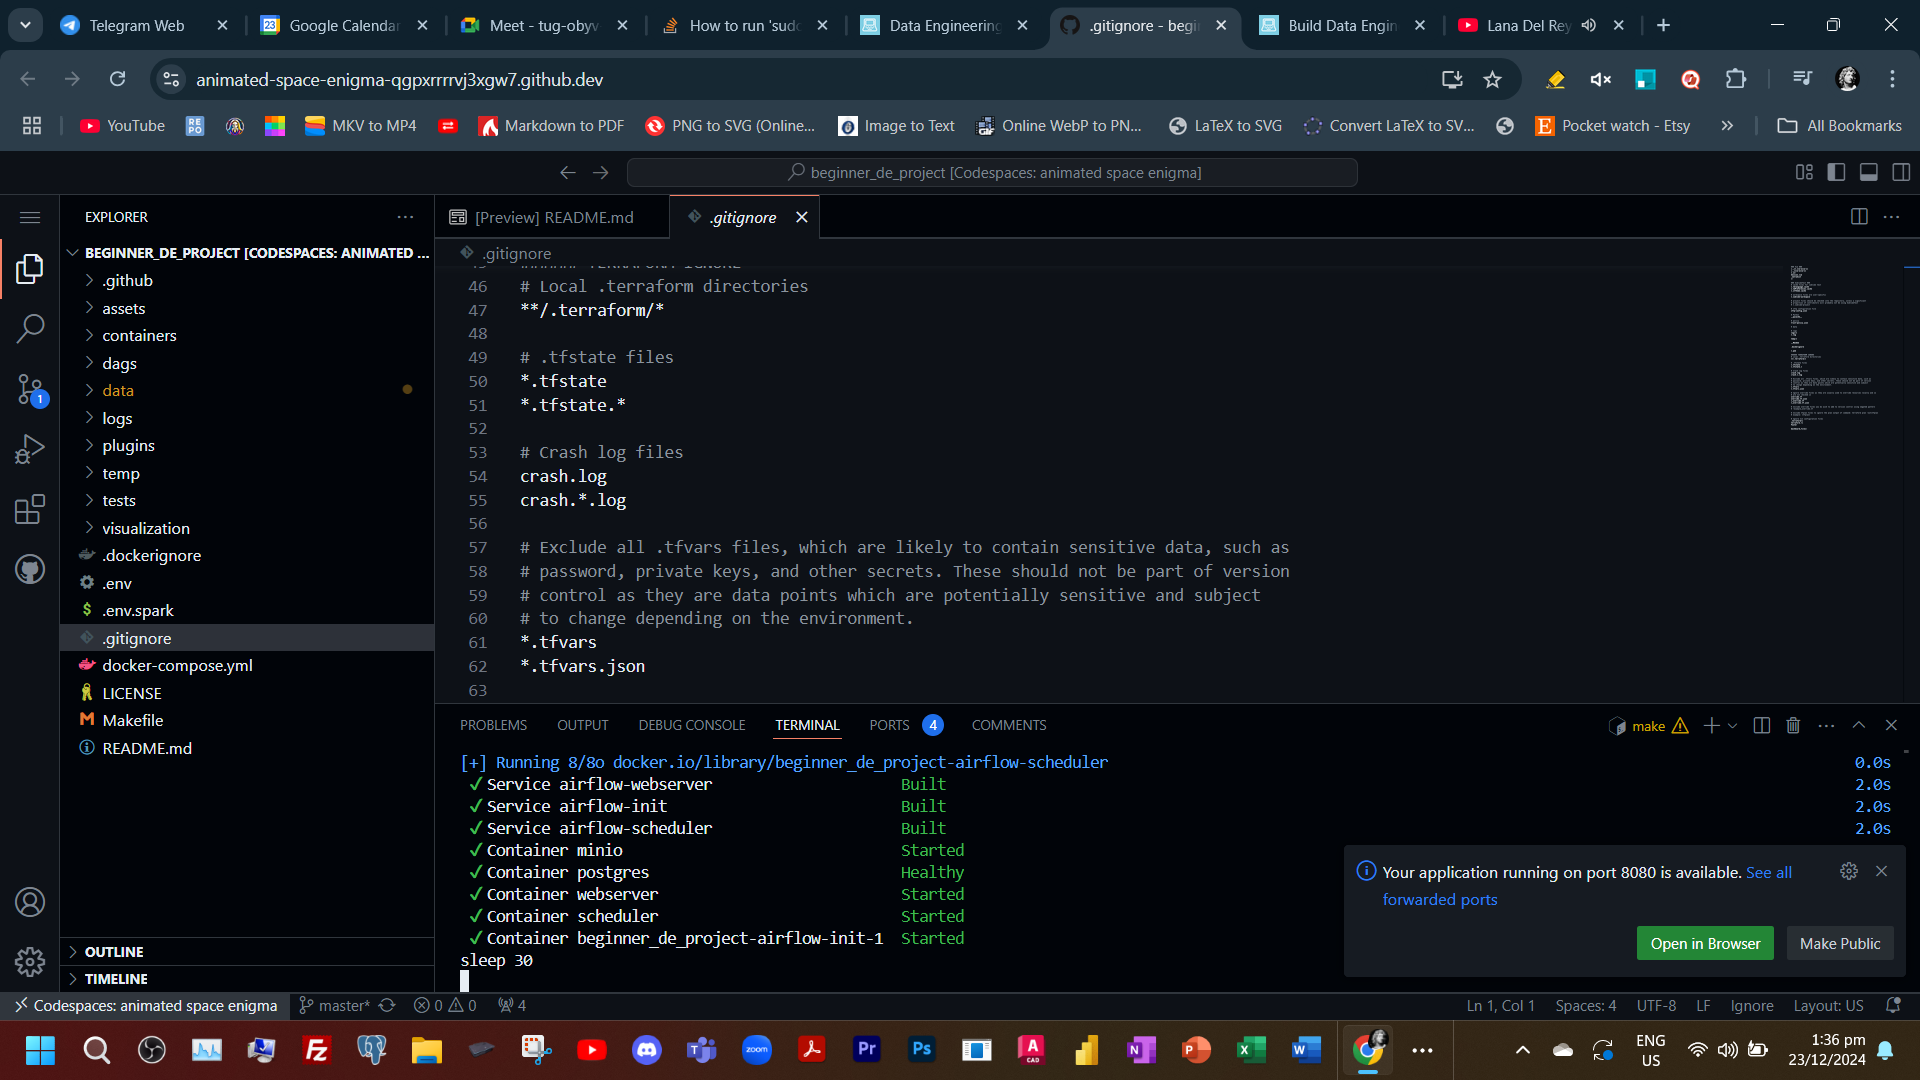 Telegram Web
Google Calendar
Meet - tug-obyv
How to run 'sudo
Data Engineering
.gitignore - begi
Build Data Engin
Lana Del Rey
animated-space-enigma-qgpxrrrrvj3xgw7.github.dev
YouTube
MKV to MP4
Markdown to PDF
PNG to SVG (Online...
Image to Text
Online WebP to PN...
LaTeX to SVG
Convert LaTeX to SV...
Pocket watch - Etsy
All Bookmarks
beginner_de_project [Codespaces: animated space enigma]
EXPLORER
[Preview] README.md
.gitignore
BEGINNER_DE_PROJECT [CODESPACES: ANIMATED ...
.github
assets
containers
dags
data
logs
plugins
temp
tests
visualization
.dockerignore
.env
.env.spark
.gitignore
docker-compose.yml
LICENSE
Makefile
README.md
OUTLINE
TIMELINE
1
.gitignore
46 # Local .terraform directories
47 **/.terraform/*
48
49 # .tfstate files
50 *.tfstate
51 *.tfstate.*
52
53 # Crash log files
54 crash.log
55 crash.*.log
56
57 # Exclude all .tfvars files, which are likely to contain sensitive data, such as
58 # password, private keys, and other secrets. These should not be part of version
59 # control as they are data points which are potentially sensitive and subject
60 # to change depending on the environment.
61 *.tfvars
62 *.tfvars.json
63
PROBLEMS OUTPUT DEBUG CONSOLE TERMINAL PORTS 4 COMMENTS
make
[+] Running 8/8o docker.io/library/beginner_de_project-airflow-scheduler 0.0s
✓ Service airflow-webserver Built 2.0s
✓ Service airflow-init Built 2.0s
✓ Service airflow-scheduler Built 2.0s
✓ Container minio Started
✓ Container postgres Healthy
✓ Container webserver Started
✓ Container scheduler Started
✓ Container beginner_de_project-airflow-init-1 Started
sleep 30
Your application running on port 8080 is available. See all
forwarded ports
Open in Browser
Make Public
Codespaces: animated space enigma
master*
0 0
4
Ln 1, Col 1
Spaces: 4
UTF-8
LF
Ignore
Layout: US
zoom
Pr
Ps
CAD
ENG
US
1:36 pm
23/12/2024